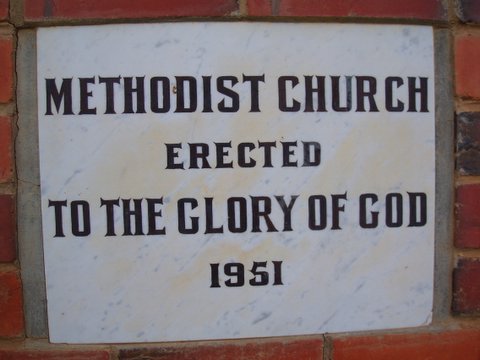 METHODIST CHURCH
ERECTED
TO THE GLORY OF GOD
1951